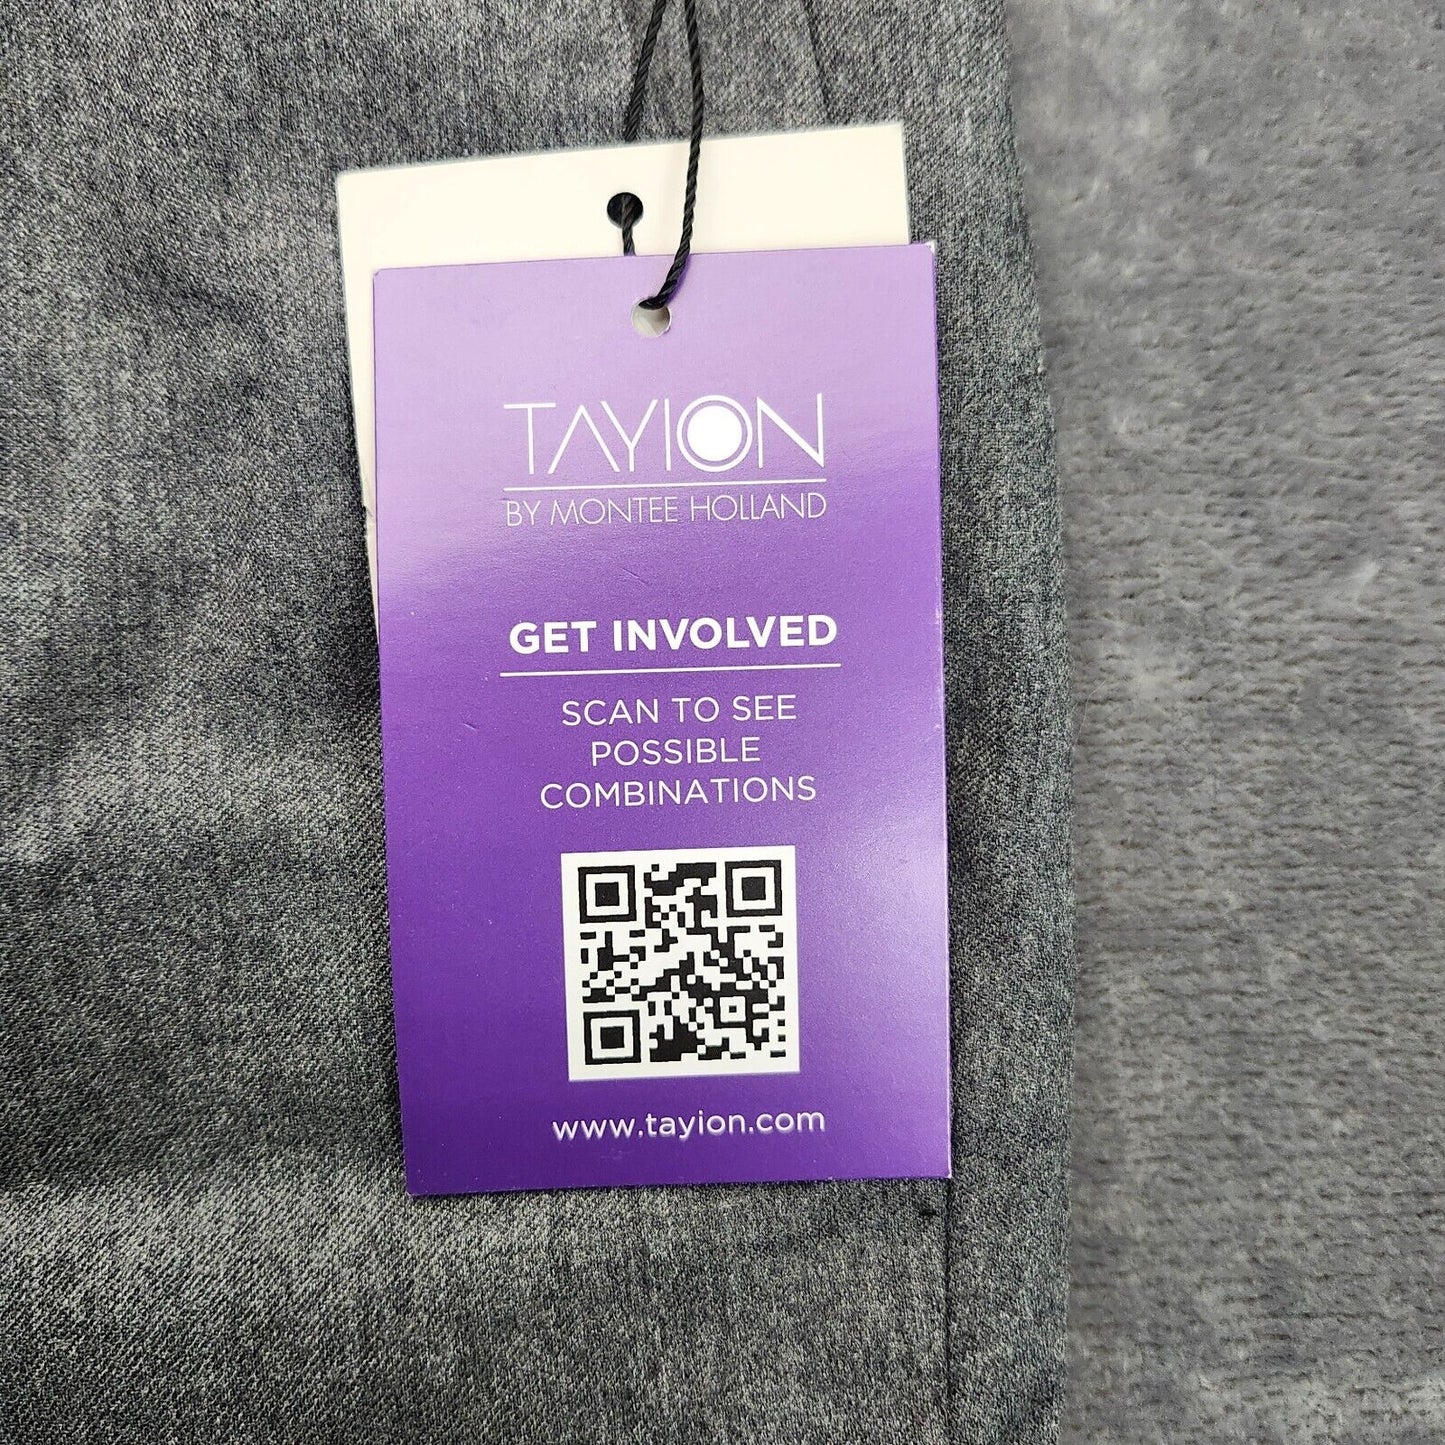 TAYION
BY MONTEE HOLLAND
GET INVOLVED
SCAN TO SEE
POSSIBLE
COMBINATIONS
www.tayion.com